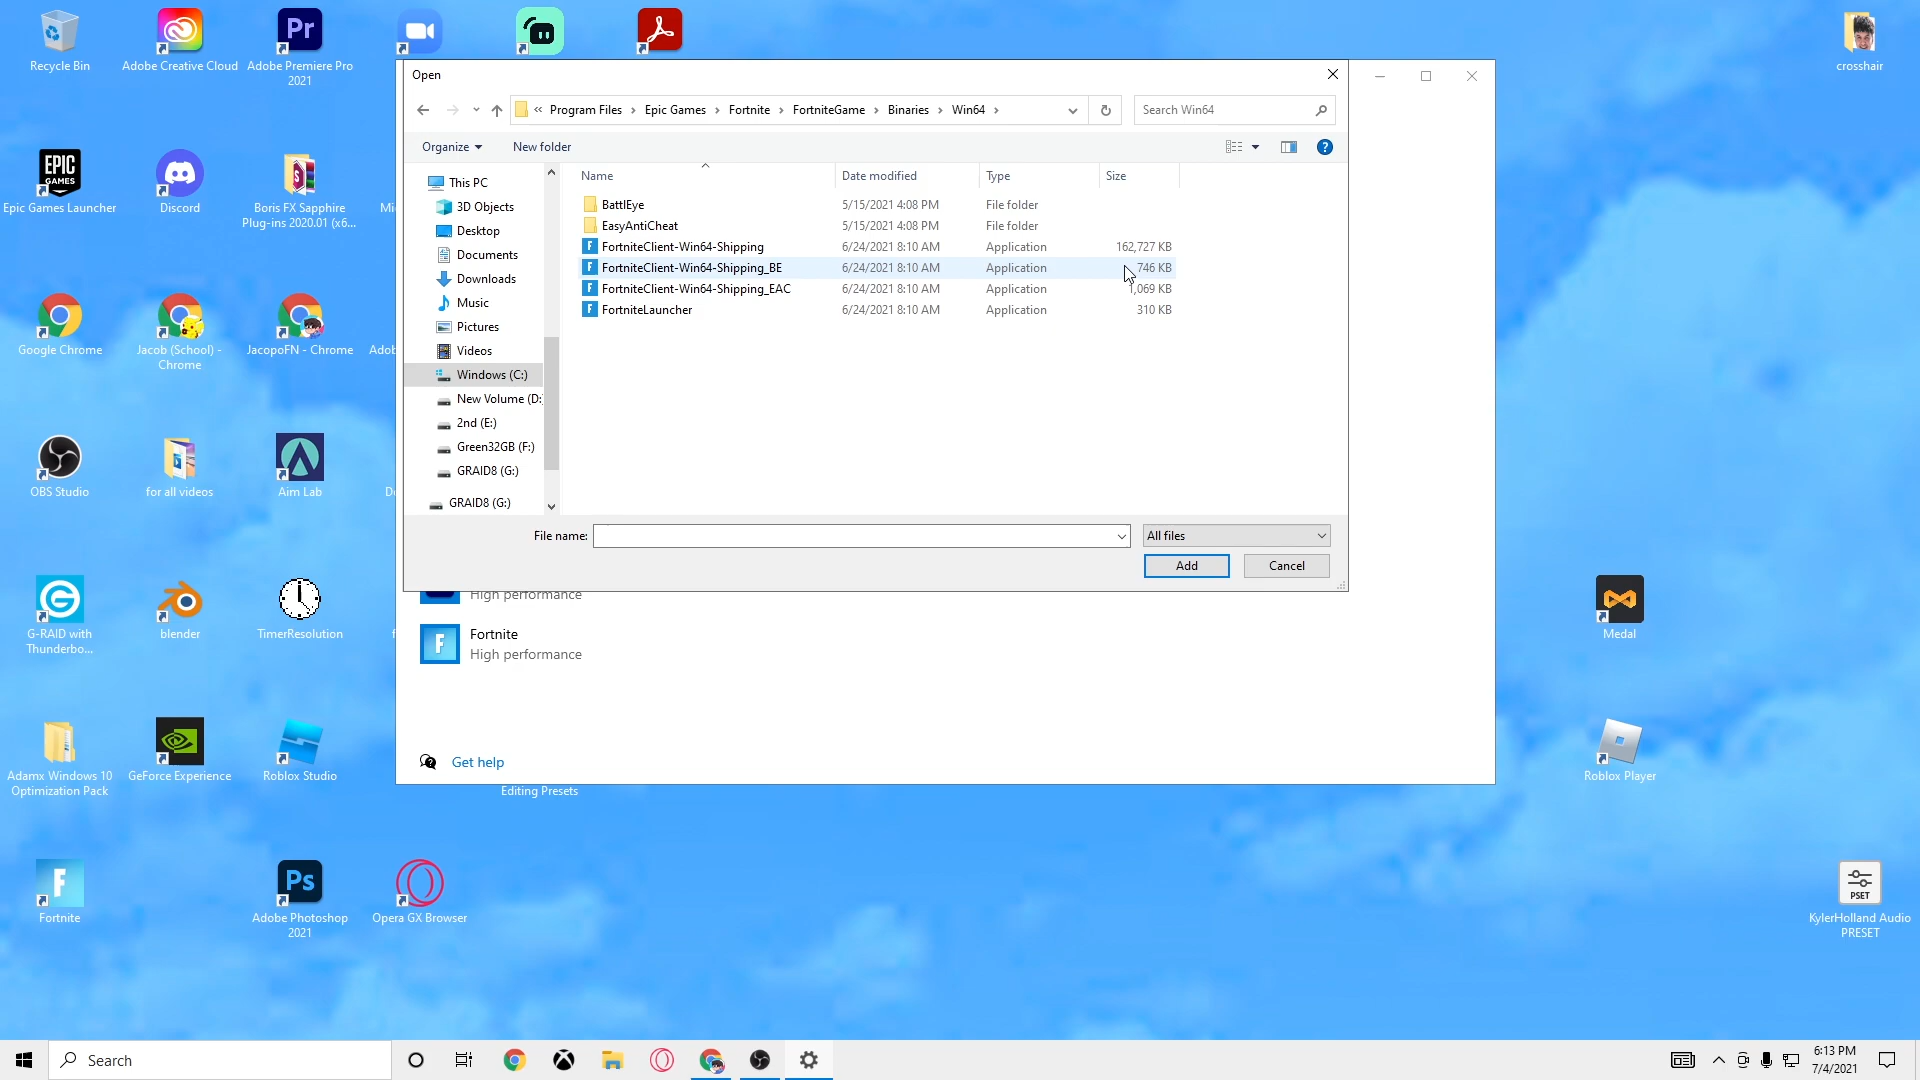 Recycle Bin
Adobe Creative Cloud
Adobe Premiere Pro
2021
crosshair
Open
Program Files
Epic Games
Fortnite
FortniteGame
Binaries
Win64
Search Win64
Organize
New folder
This PC
3D Objects
Desktop
Documents
Downloads
Music
Pictures
Videos
Windows (C:)
New Volume (D:
2nd (E:)
Green32GB (F:)
GRAID8 (G:)
GRAID8 (G:)
Name
Date modified
Type
Size
BattlEye
5/15/2021 4:08 PM
File folder
EasyAntiCheat
5/15/2021 4:08 PM
File folder
FortniteClient-Win64-Shipping
6/24/2021 8:10 AM
Application
162,727 KB
FortniteClient-Win64-Shipping_BE
6/24/2021 8:10 AM
Application
746 KB
FortniteClient-Win64-Shipping_EAC
6/24/2021 8:10 AM
Application
1,069 KB
FortniteLauncher
6/24/2021 8:10 AM
Application
310 KB
File name:
All files
Add
Cancel
High performance
Fortnite
High performance
Get help
Editing Presets
EPIC
GAMES
Epic Games Launcher
Discord
Boris FX Sapphire
Plug-ins 2020.01 (x6...
Mi
Google Chrome
Jacob (School) -
Chrome
JacopoFN - Chrome
Adob
OBS Studio
for all videos
Aim Lab
G-RAID with
Thunderbo...
blender
TimerResolution
Medal
Adamx Windows 10
Optimization Pack
GeForce Experience
Roblox Studio
Roblox Player
Fortnite
Ps
Adobe Photoshop
2021
Opera GX Browser
PSET
KylerHolland Audio
PRESET
Pr
Search
6:13 PM
7/4/2021